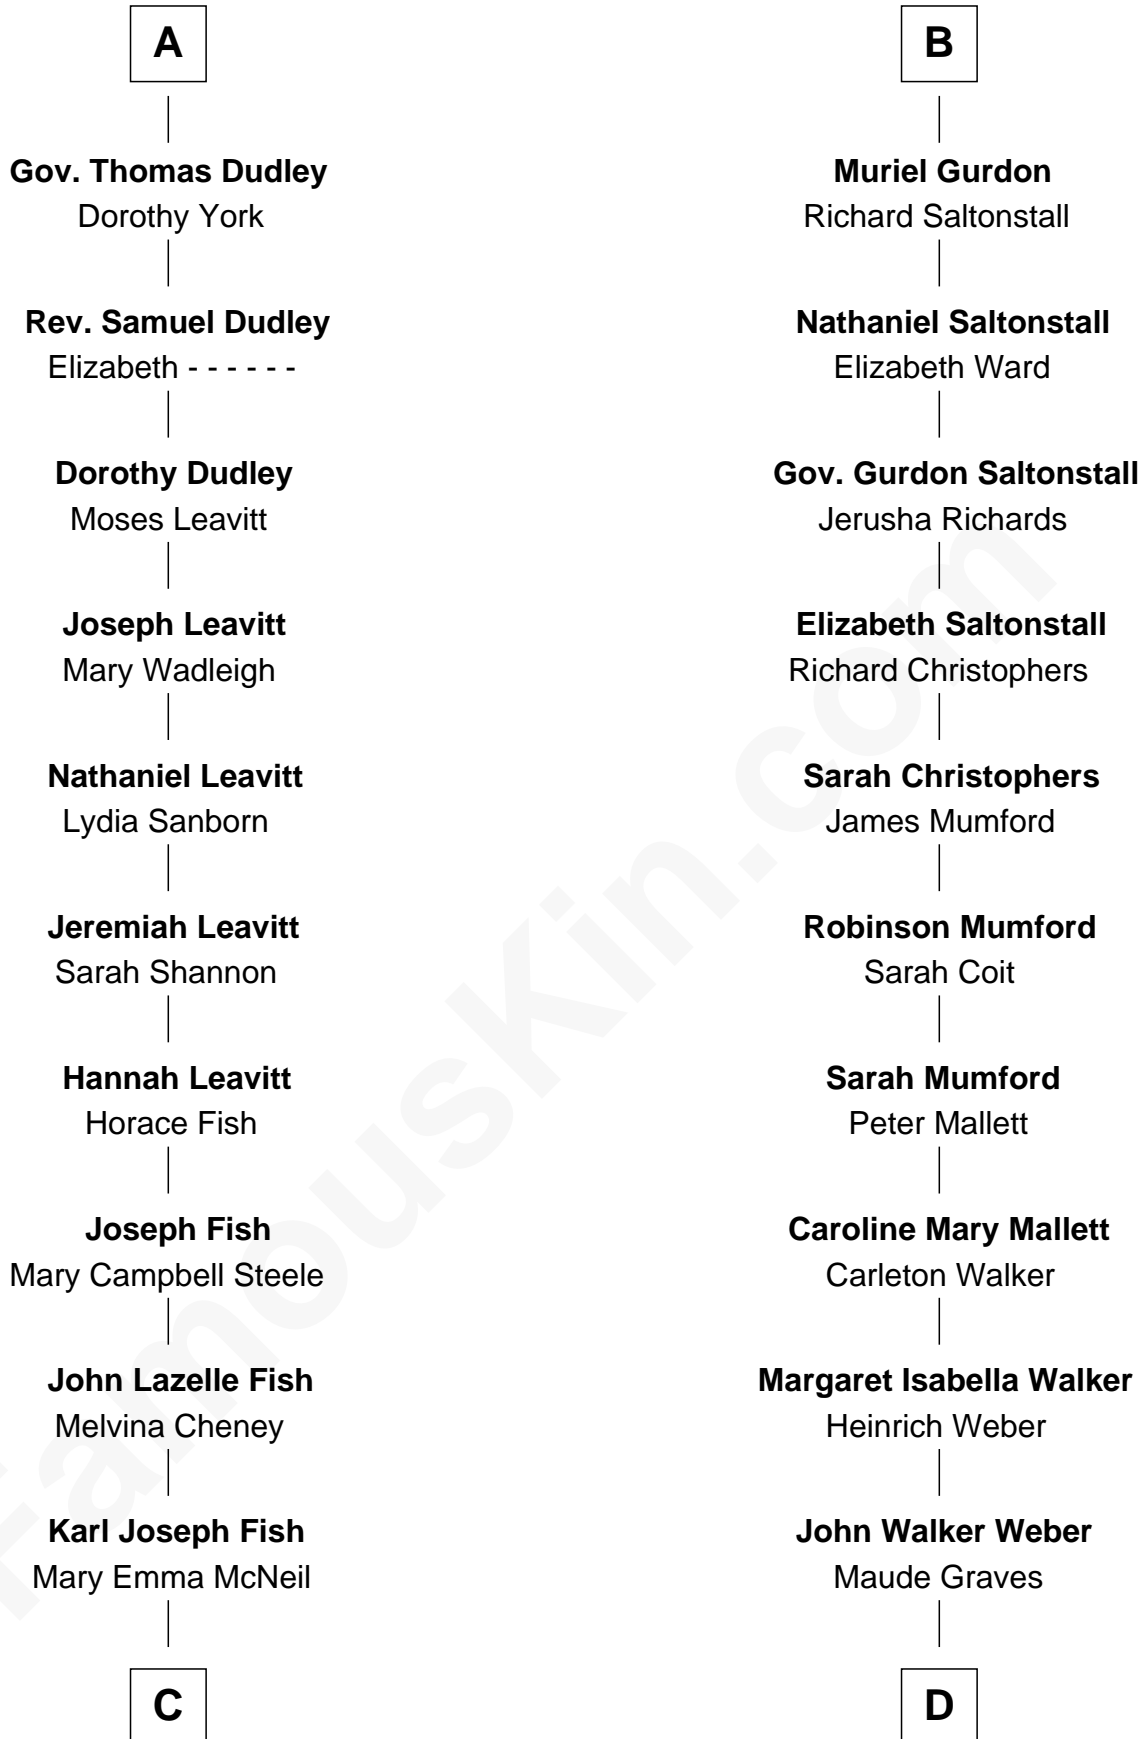 A
Gov. Thomas Dudley
Dorothy York
Rev. Samuel Dudley
Elizabeth - - - - - -
Dorothy Dudley
Moses Leavitt
Joseph Leavitt
Mary Wadleigh
Nathaniel Leavitt
Lydia Sanborn
Jeremiah Leavitt
Sarah Shannon
Hannah Leavitt
Horace Fish
Joseph Fish
Mary Campbell Steele
John Lazelle Fish
Melvina Cheney
Karl Joseph Fish
Mary Emma McNeil
C
B
Muriel Gurdon
Richard Saltonstall
Nathaniel Saltonstall
Elizabeth Ward
Gov. Gurdon Saltonstall
Jerusha Richards
Elizabeth Saltonstall
Richard Christophers
Sarah Christophers
James Mumford
Robinson Mumford
Sarah Coit
Sarah Mumford
Peter Mallett
Caroline Mary Mallett
Carleton Walker
Margaret Isabella Walker
Heinrich Weber
John Walker Weber
Maude Graves
D
FamousKin.com